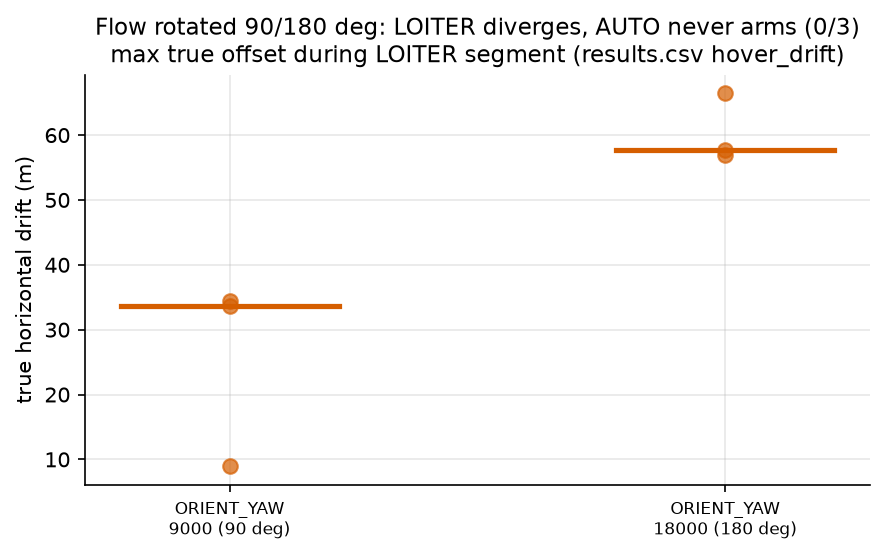 Flow rotated 90/180 deg: LOITER diverges, AUTO never arms (0/3)
max true offset during LOITER segment (results.csv hover_drift)
true horizontal drift (m)
60
50
40
30
20
10
ORIENT_YAW
9000 (90 deg)
ORIENT_YAW
18000 (180 deg)